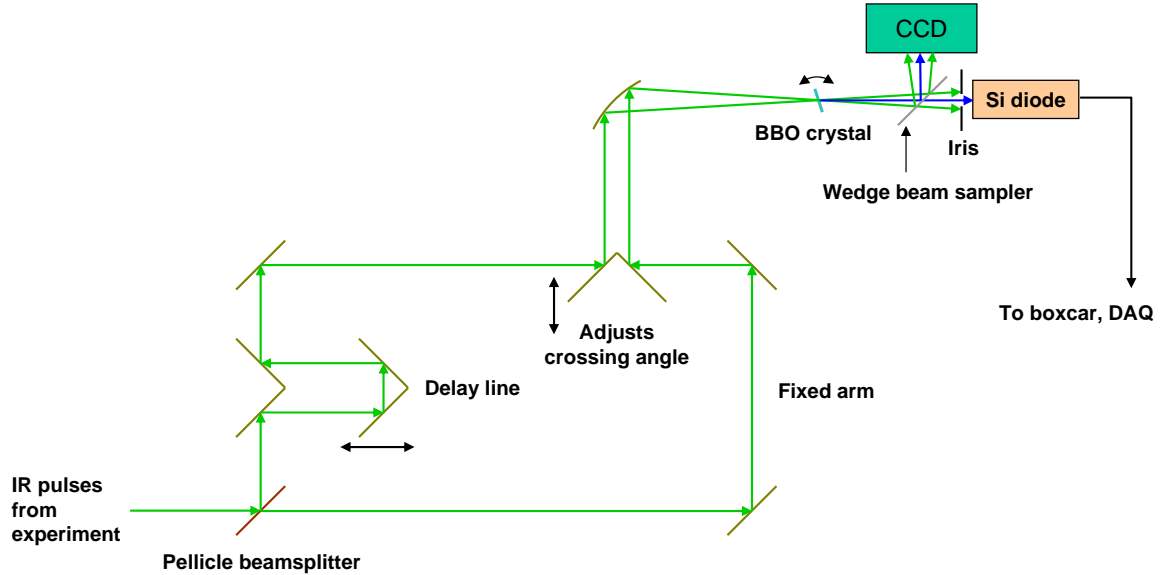 CCD
Si diode
BBO crystal
Iris
Wedge beam sampler
To boxcar, DAQ
Adjusts
crossing angle
Delay line
Fixed arm
IR pulses
from
experiment
Pellicle beamsplitter